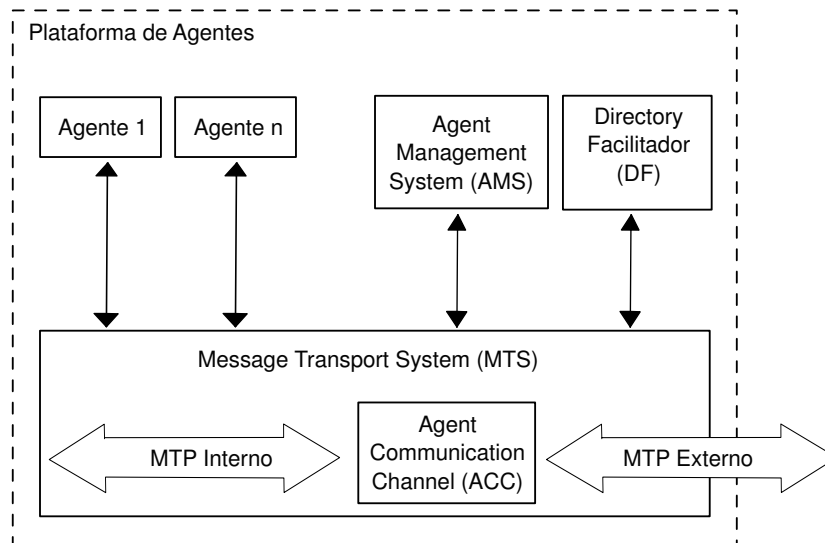 Plataforma de Agentes
Agente 1
Agente n
Agent
Management
System (AMS)
Directory
Facilitador
(DF)
Message Transport System (MTS)
MTP Interno
Agent
Communication
Channel (ACC)
MTP Externo